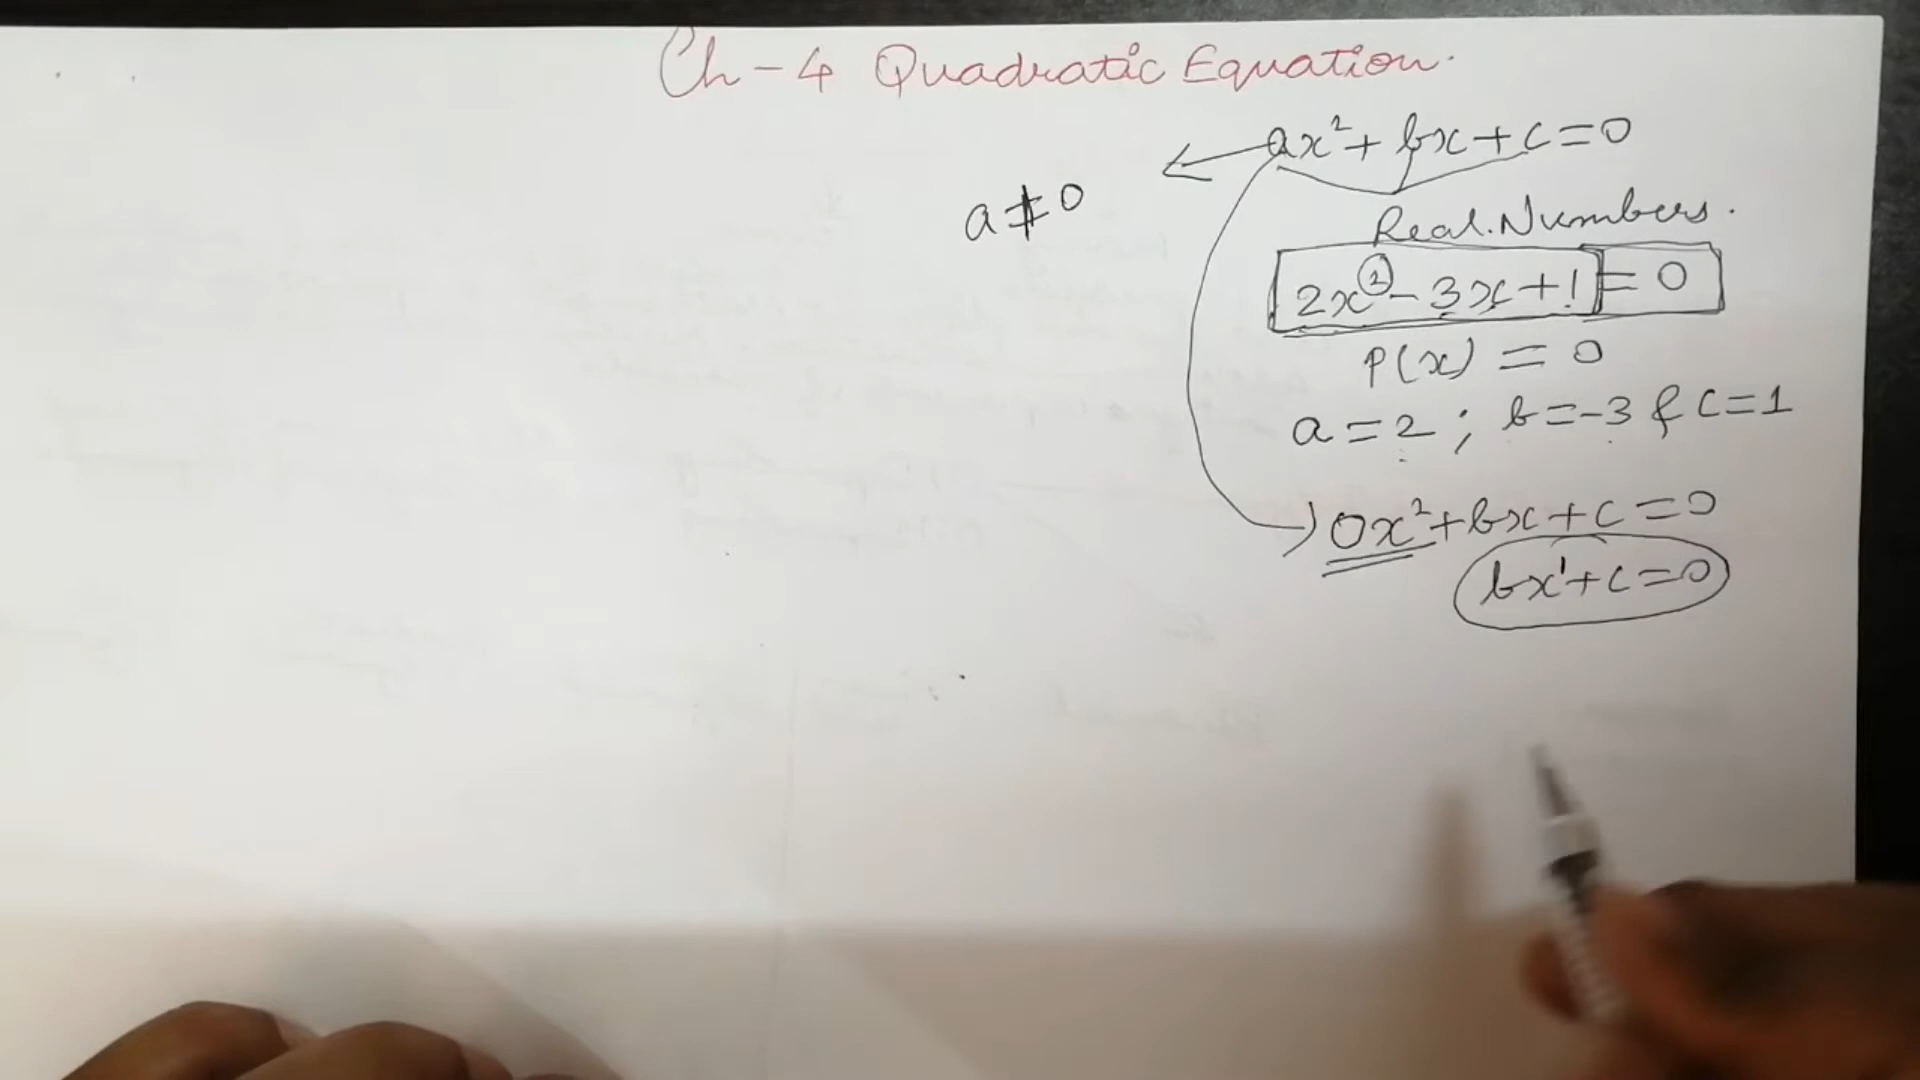 Ch-4 Quadratic Equation.
ax²+bx+c=0
a≠0
Real.Numbers.
2x²-3x+1=0
P(x)=0
a=2; b=-3 & c=1
0x²+bx+c=0
bx¹+c=0